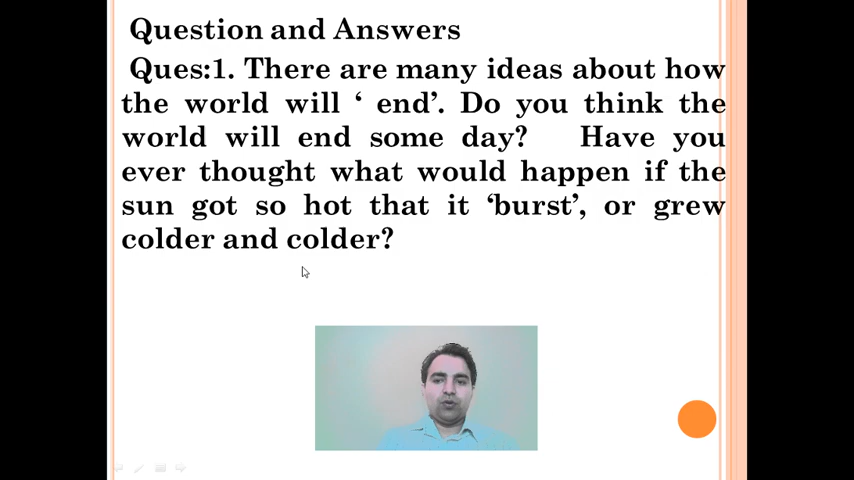 Question and Answers
Ques:1. There are many ideas about how
the world will ‘ end’. Do you think the
world will end some day? Have you
ever thought what would happen if the
sun got so hot that it ‘burst’, or grew
colder and colder?